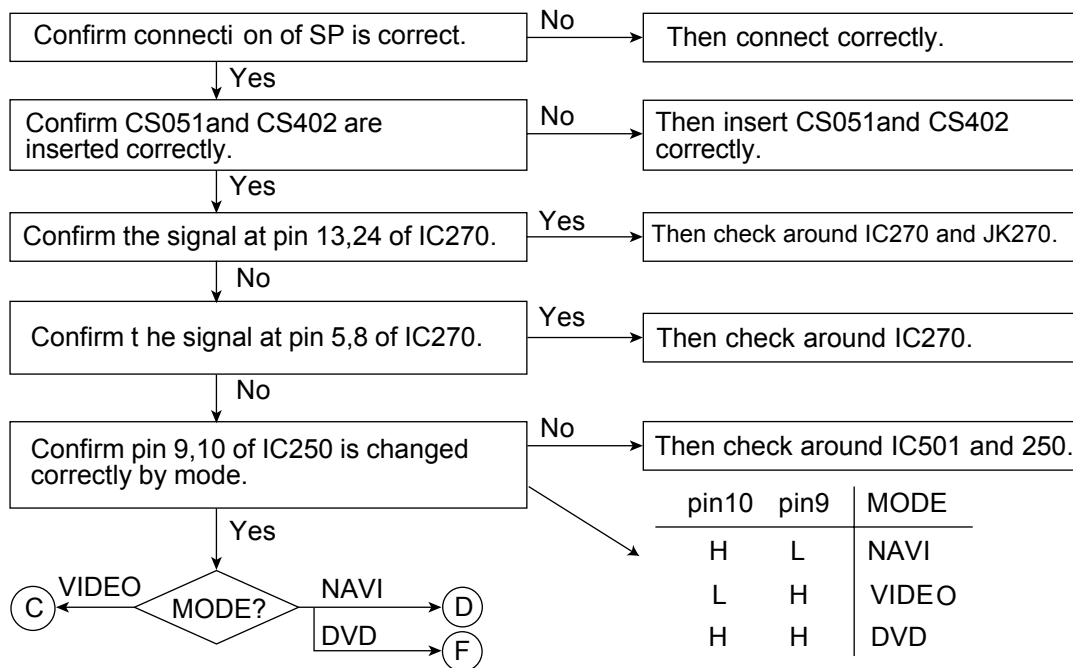 Confirm connecti on of SP is correct.
No
Then connect correctly.
Yes
Confirm CS051and CS402 are
inserted correctly.
No
Then insert CS051and CS402
correctly.
Yes
Confirm the signal at pin 13,24 of IC270.
Yes
Then check around IC270 and JK270.
No
Confirm t he signal at pin 5,8 of IC270.
Yes
Then check around IC270.
No
Confirm pin 9,10 of IC250 is changed
correctly by mode.
No
Then check around IC501 and 250.
pin10 pin9 MODE
H L NAVI
L H VIDEO
H H DVD
Yes
MODE?
VIDEO
C
NAVI
D
DVD
F